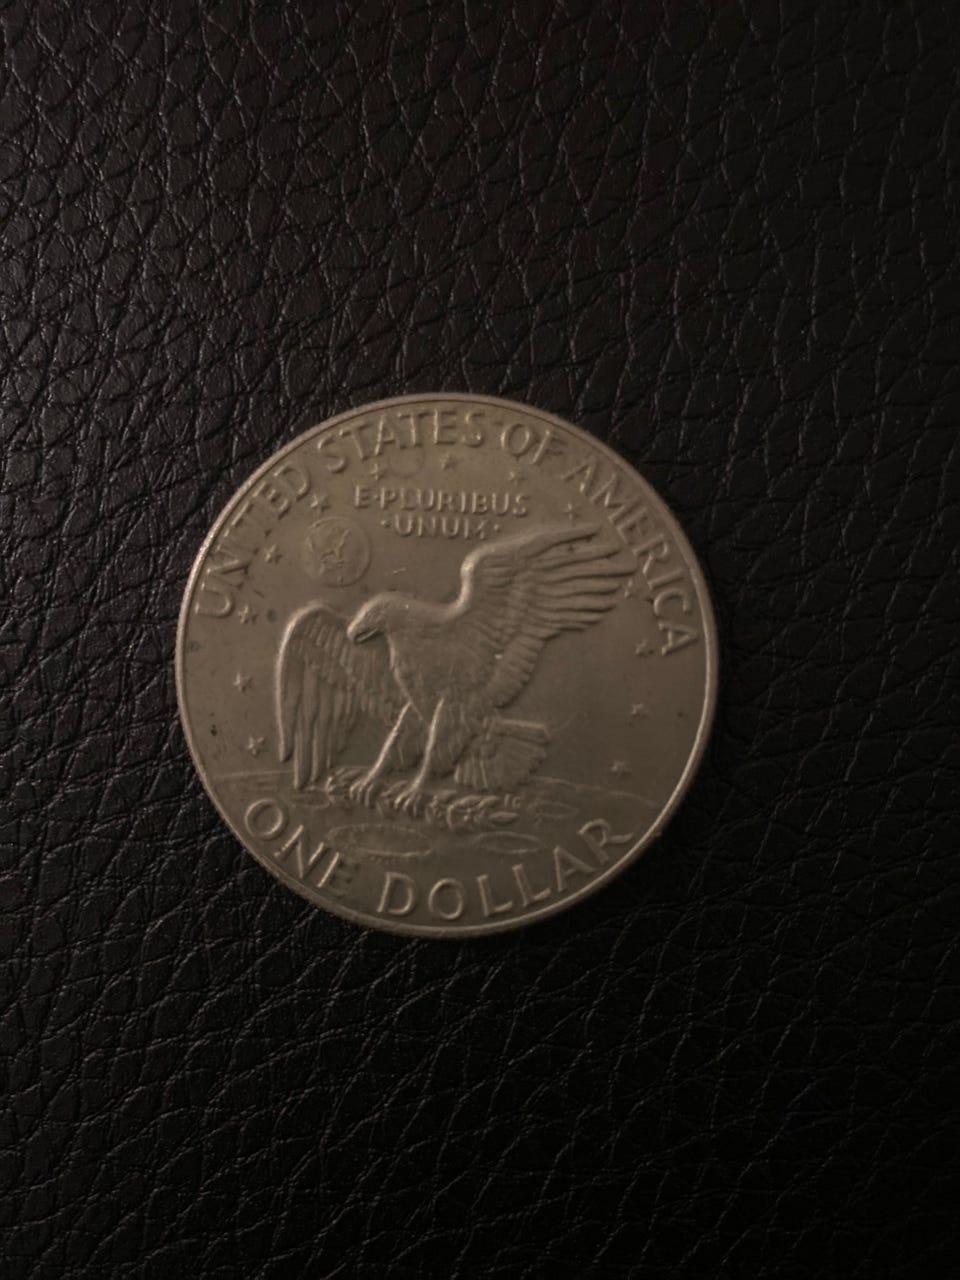 UNITED STATES OF AMERICA
E·PLURIBUS
·UNUM·
ONE DOLLAR